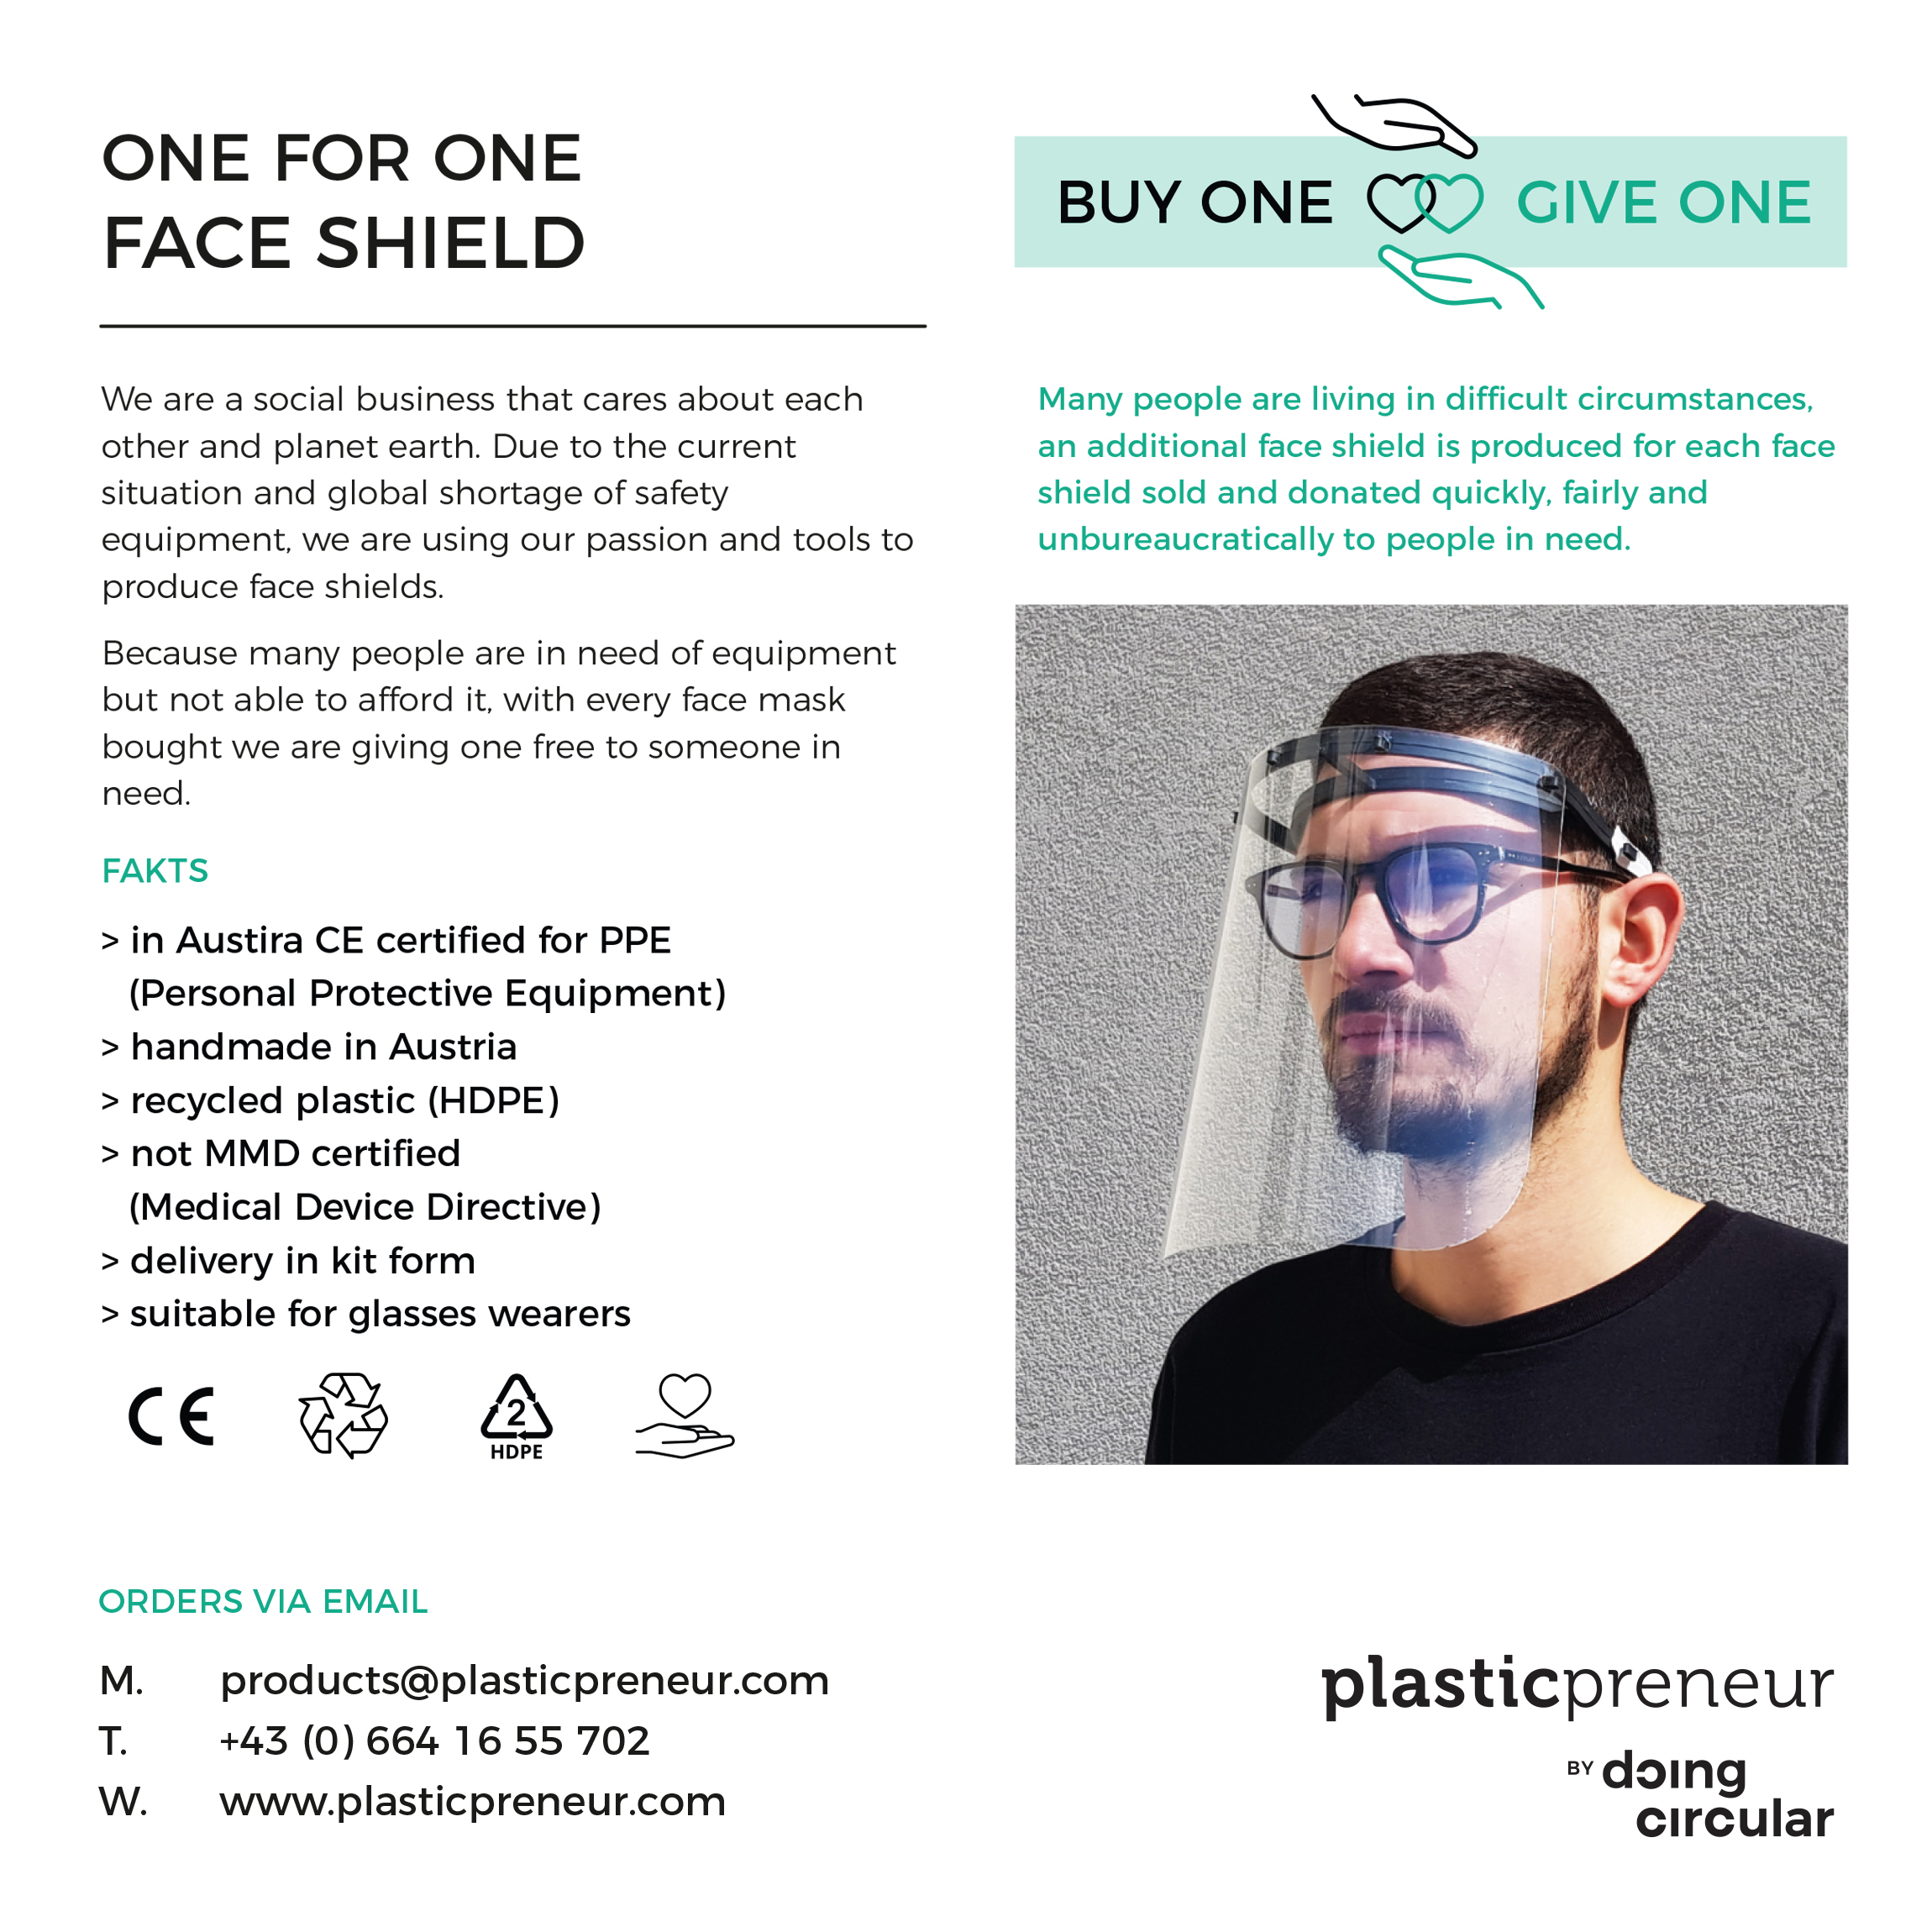 ONE FOR ONE
FACE SHIELD
We are a social business that cares about each
other and planet earth. Due to the current
situation and global shortage of safety
equipment, we are using our passion and tools to
produce face shields.
Because many people are in need of equipment
but not able to afford it, with every face mask
bought we are giving one free to someone in
need.
FAKTS
> in Austira CE certified for PPE
(Personal Protective Equipment)
> handmade in Austria
> recycled plastic (HDPE)
> not MMD certified
(Medical Device Directive)
> delivery in kit form
> suitable for glasses wearers
CE
2
HDPE
BUY ONE GIVE ONE
Many people are living in difficult circumstances,
an additional face shield is produced for each face
shield sold and donated quickly, fairly and
unbureaucratically to people in need.
ORDERS VIA EMAIL
M. products@plasticpreneur.com
T. +43 (0) 664 16 55 702
W. www.plasticpreneur.com
plasticpreneur
BY doing
circular